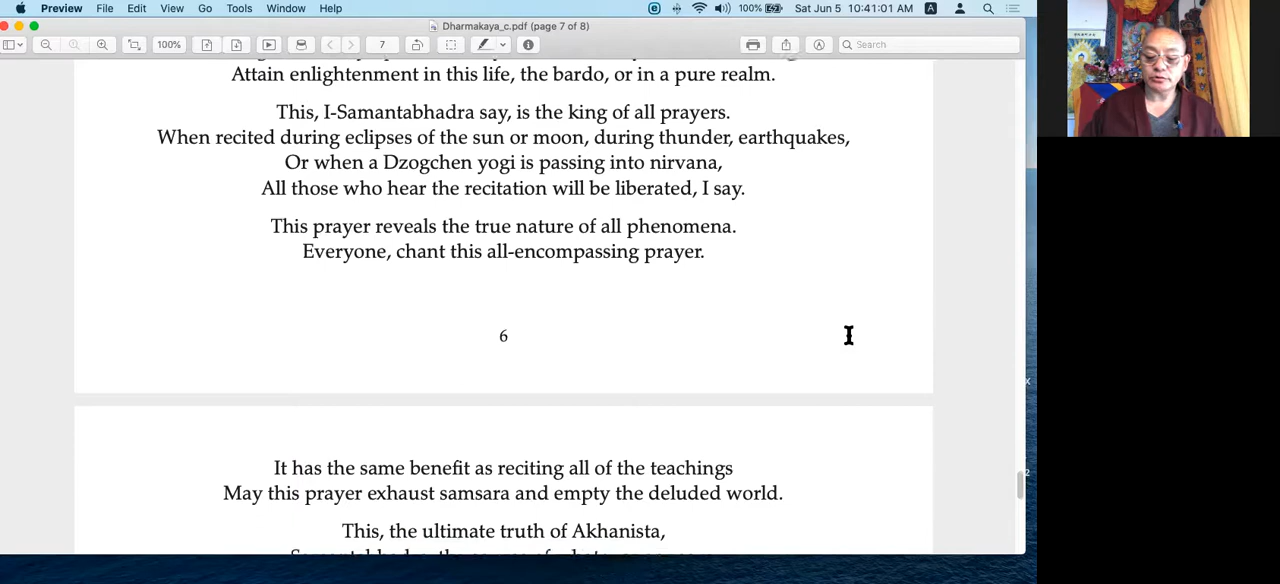 Preview File Edit View Go Tools Window Help 100% Sat Jun 5 10:41:01 AM A
Dharmakaya_c.pdf (page 7 of 8)
100% 7 Search
Attain enlightenment in this life, the bardo, or in a pure realm.
This, I-Samantabhadra say, is the king of all prayers.
When recited during eclipses of the sun or moon, during thunder, earthquakes,
Or when a Dzogchen yogi is passing into nirvana,
All those who hear the recitation will be liberated, I say.
This prayer reveals the true nature of all phenomena.
Everyone, chant this all-encompassing prayer.
6
It has the same benefit as reciting all of the teachings
May this prayer exhaust samsara and empty the deluded world.
This, the ultimate truth of Akhanista,